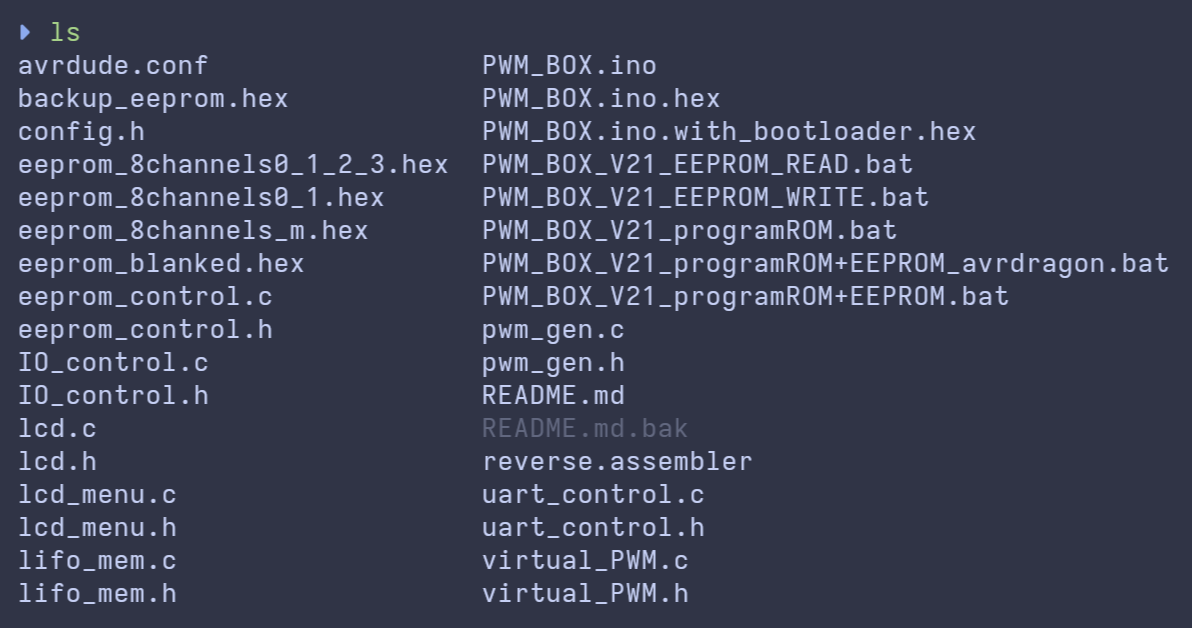 ls
avrdude.conf PWM_BOX.ino
backup_eeprom.hex PWM_BOX.ino.hex
config.h PWM_BOX.ino.with_bootloader.hex
eeprom_8channels0_1_2_3.hex PWM_BOX_V21_EEPROM_READ.bat
eeprom_8channels0_1.hex PWM_BOX_V21_EEPROM_WRITE.bat
eeprom_8channels_m.hex PWM_BOX_V21_programROM.bat
eeprom_blanked.hex PWM_BOX_V21_programROM+EEPROM_avrdragon.bat
eeprom_control.c PWM_BOX_V21_programROM+EEPROM.bat
eeprom_control.h pwm_gen.c
IO_control.c pwm_gen.h
IO_control.h README.md
lcd.c README.md.bak
lcd.h reverse.assembler
lcd_menu.c uart_control.c
lcd_menu.h uart_control.h
lifo_mem.c virtual_PWM.c
lifo_mem.h virtual_PWM.h